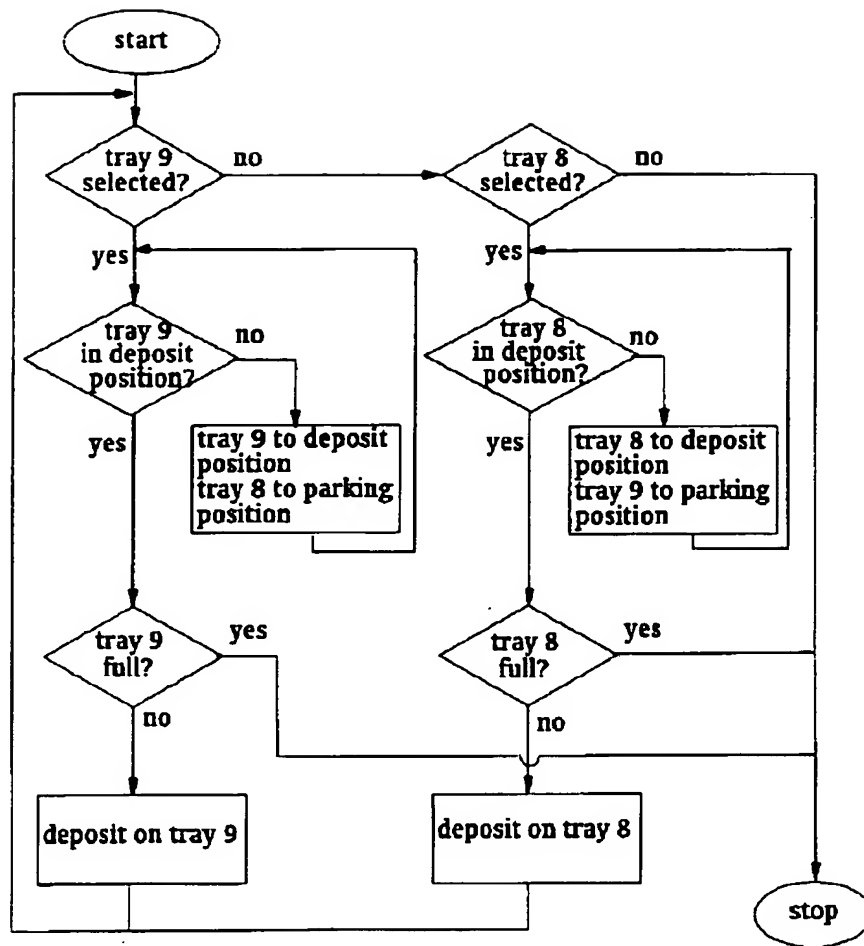 start
tray 9
selected?
no
tray 8
selected?
no
yes
yes
tray 9
in deposit
position?
no
tray 8
in deposit
position?
no
yes
tray 9 to deposit
position
tray 8 to parking
position
yes
tray 8 to deposit
position
tray 9 to parking
position
tray 9
full?
yes
tray 8
full?
yes
no
no
deposit on tray 9
deposit on tray 8
stop